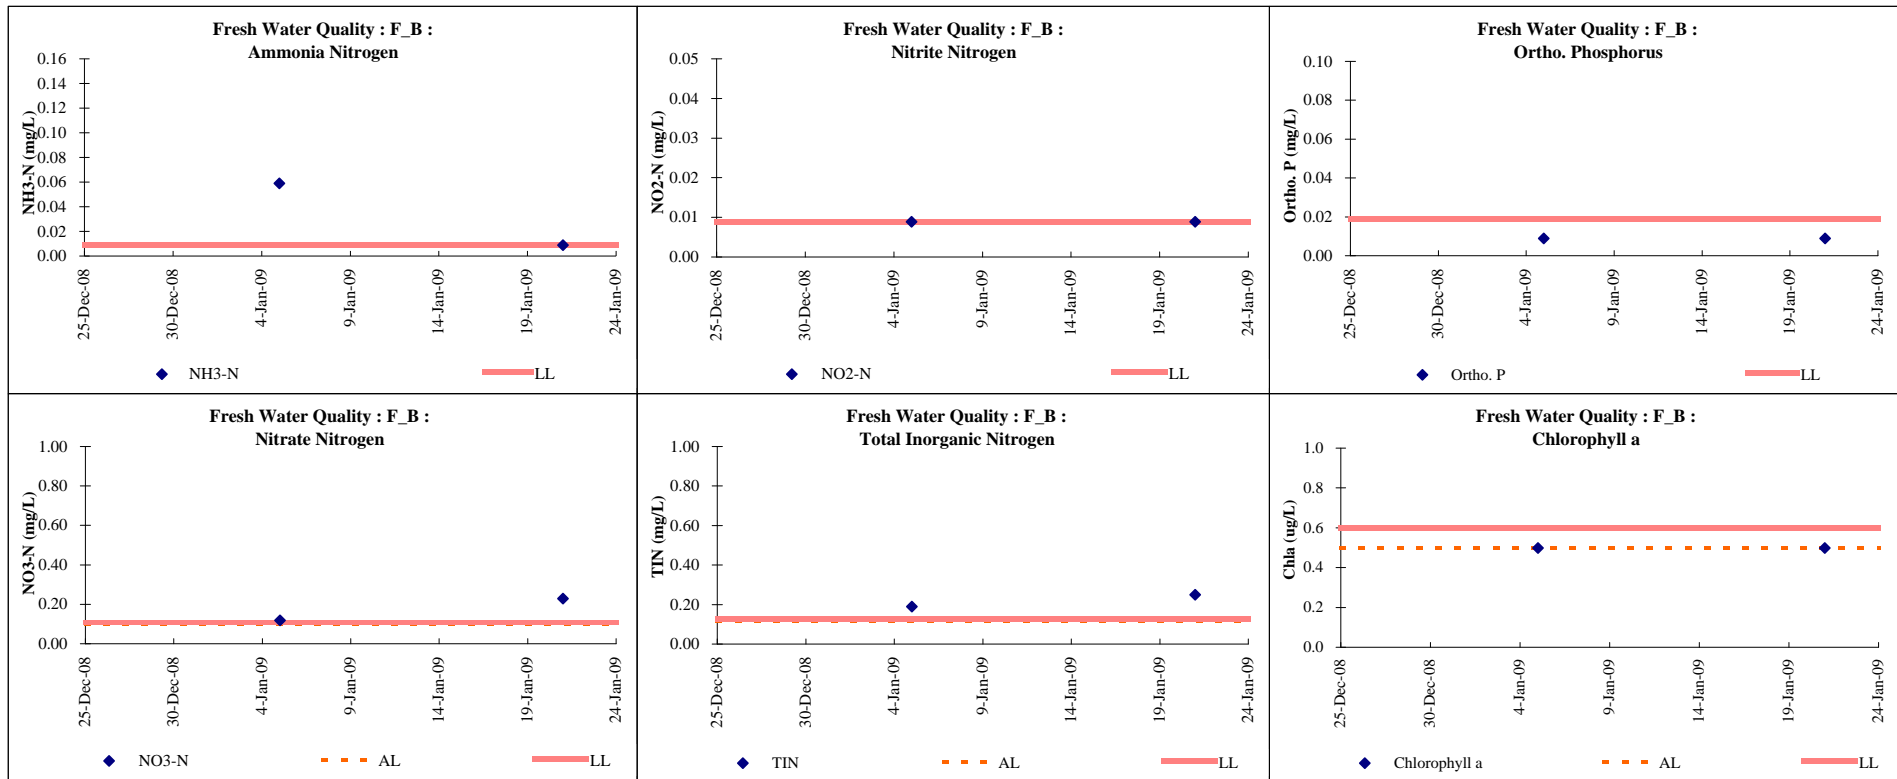 Fresh Water Quality : F_B :
Ammonia Nitrogen
NH3-N (mg/L)
0.16
0.14
0.12
0.10
0.08
0.06
0.04
0.02
0.00
25-Dec-08
30-Dec-08
4-Jan-09
9-Jan-09
14-Jan-09
19-Jan-09
24-Jan-09
NH3-N
LL
Fresh Water Quality : F_B :
Nitrite Nitrogen
NO2-N (mg/L)
0.05
0.04
0.03
0.02
0.01
0.00
25-Dec-08
30-Dec-08
4-Jan-09
9-Jan-09
14-Jan-09
19-Jan-09
24-Jan-09
NO2-N
LL
Fresh Water Quality : F_B :
Ortho. Phosphorus
Ortho. P (mg/L)
0.10
0.08
0.06
0.04
0.02
0.00
25-Dec-08
30-Dec-08
4-Jan-09
9-Jan-09
14-Jan-09
19-Jan-09
24-Jan-09
Ortho. P
LL
Fresh Water Quality : F_B :
Nitrate Nitrogen
NO3-N (mg/L)
1.00
0.80
0.60
0.40
0.20
0.00
25-Dec-08
30-Dec-08
4-Jan-09
9-Jan-09
14-Jan-09
19-Jan-09
24-Jan-09
NO3-N
AL
LL
Fresh Water Quality : F_B :
Total Inorganic Nitrogen
TIN (mg/L)
1.00
0.80
0.60
0.40
0.20
0.00
25-Dec-08
30-Dec-08
4-Jan-09
9-Jan-09
14-Jan-09
19-Jan-09
24-Jan-09
TIN
AL
LL
Fresh Water Quality : F_B :
Chlorophyll a
Chla (ug/L)
1.0
0.8
0.6
0.4
0.2
0.0
25-Dec-08
30-Dec-08
4-Jan-09
9-Jan-09
14-Jan-09
19-Jan-09
24-Jan-09
Chlorophyll a
AL
LL